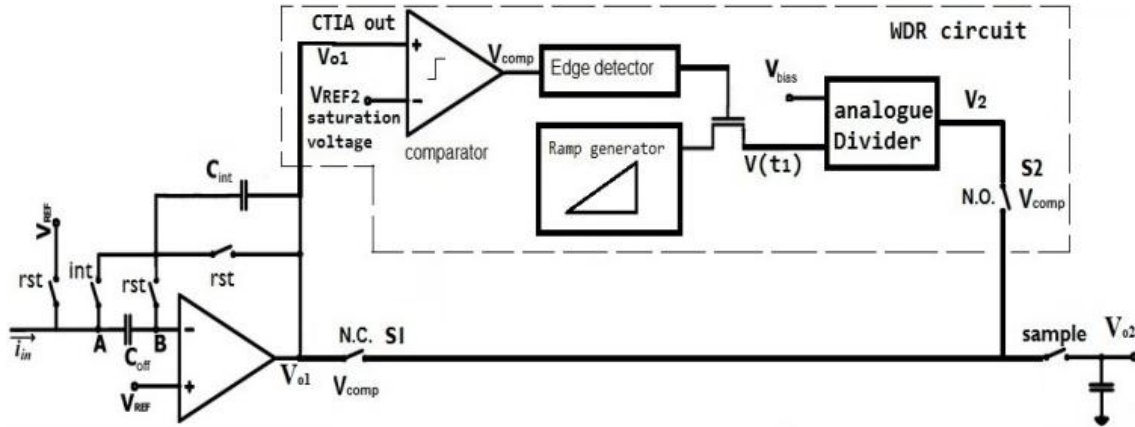 CTIA out
WDR circuit
Vo1
+
Vcomp
Edge detector
Vbias
VREF2
-
saturation
voltage
comparator
analogue
Divider
V2
Ramp generator
V(t1)
S2
N.O.
Vcomp
Cint
VREF
rst
int
rst
rst
iin
A
B
-
Coff
VREF
+
Vo1
N.C. S1
Vcomp
sample
Vo2